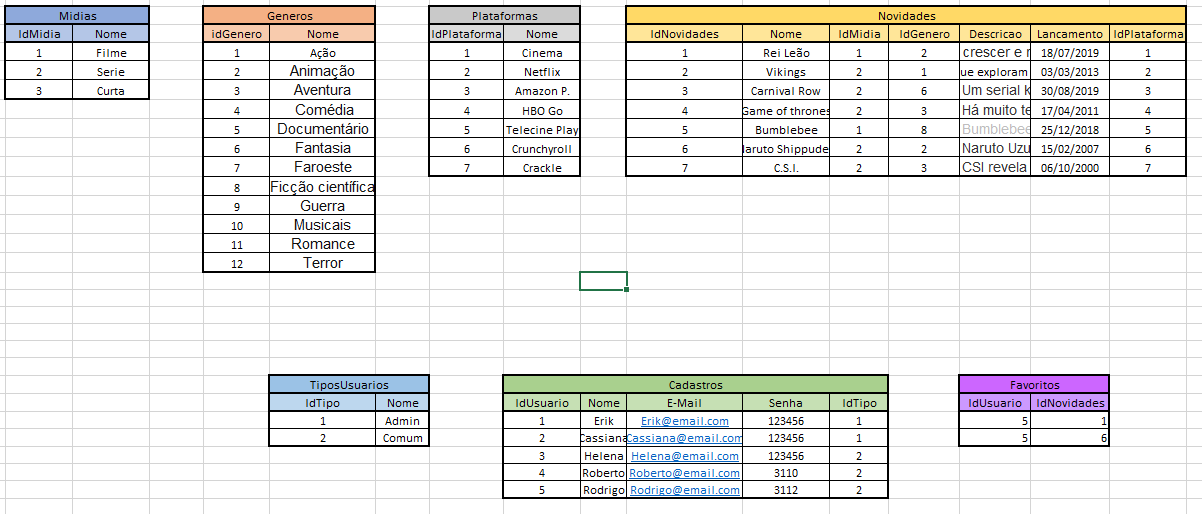 Midias
IdMidia Nome
1 Filme
2 Serie
3 Curta
Generos
idGenero Nome
1 Ação
2 Animação
3 Aventura
4 Comédia
5 Documentário
6 Fantasia
7 Faroeste
8 Ficção científica
9 Guerra
10 Musicais
11 Romance
12 Terror
Plataformas
IdPlataforma Nome
1 Cinema
2 Netflix
3 Amazon P.
4 HBO Go
5 Telecine Play
6 Crunchyroll
7 Crackle
Novidades
IdNovidades Nome IdMidia IdGenero Descricao Lancamento IdPlataforma
1 Rei Leão 1 2 crescer e r 18/07/2019 1
2 Vikings 2 1 ue exploram 03/03/2013 2
3 Carnival Row 2 6 Um serial k 30/08/2019 3
4 Game of thrones 2 3 Há muito te 17/04/2011 4
5 Bumblebee 1 8 Bumblebee 25/12/2018 5
6 Naruto Shippude 2 2 Naruto Uzu 15/02/2007 6
7 C.S.I. 2 3 CSI revela 06/10/2000 7
TiposUsuarios
IdTipo Nome
1 Admin
2 Comum
Cadastros
IdUsuario Nome E-Mail Senha IdTipo
1 Erik Erik@email.com 123456 1
2 Cassiana Cassiana@email.com 123456 1
3 Helena Helena@email.com 123456 2
4 Roberto Roberto@email.com 3110 2
5 Rodrigo Rodrigo@email.com 3112 2
Favoritos
IdUsuario IdNovidades
5 1
5 6